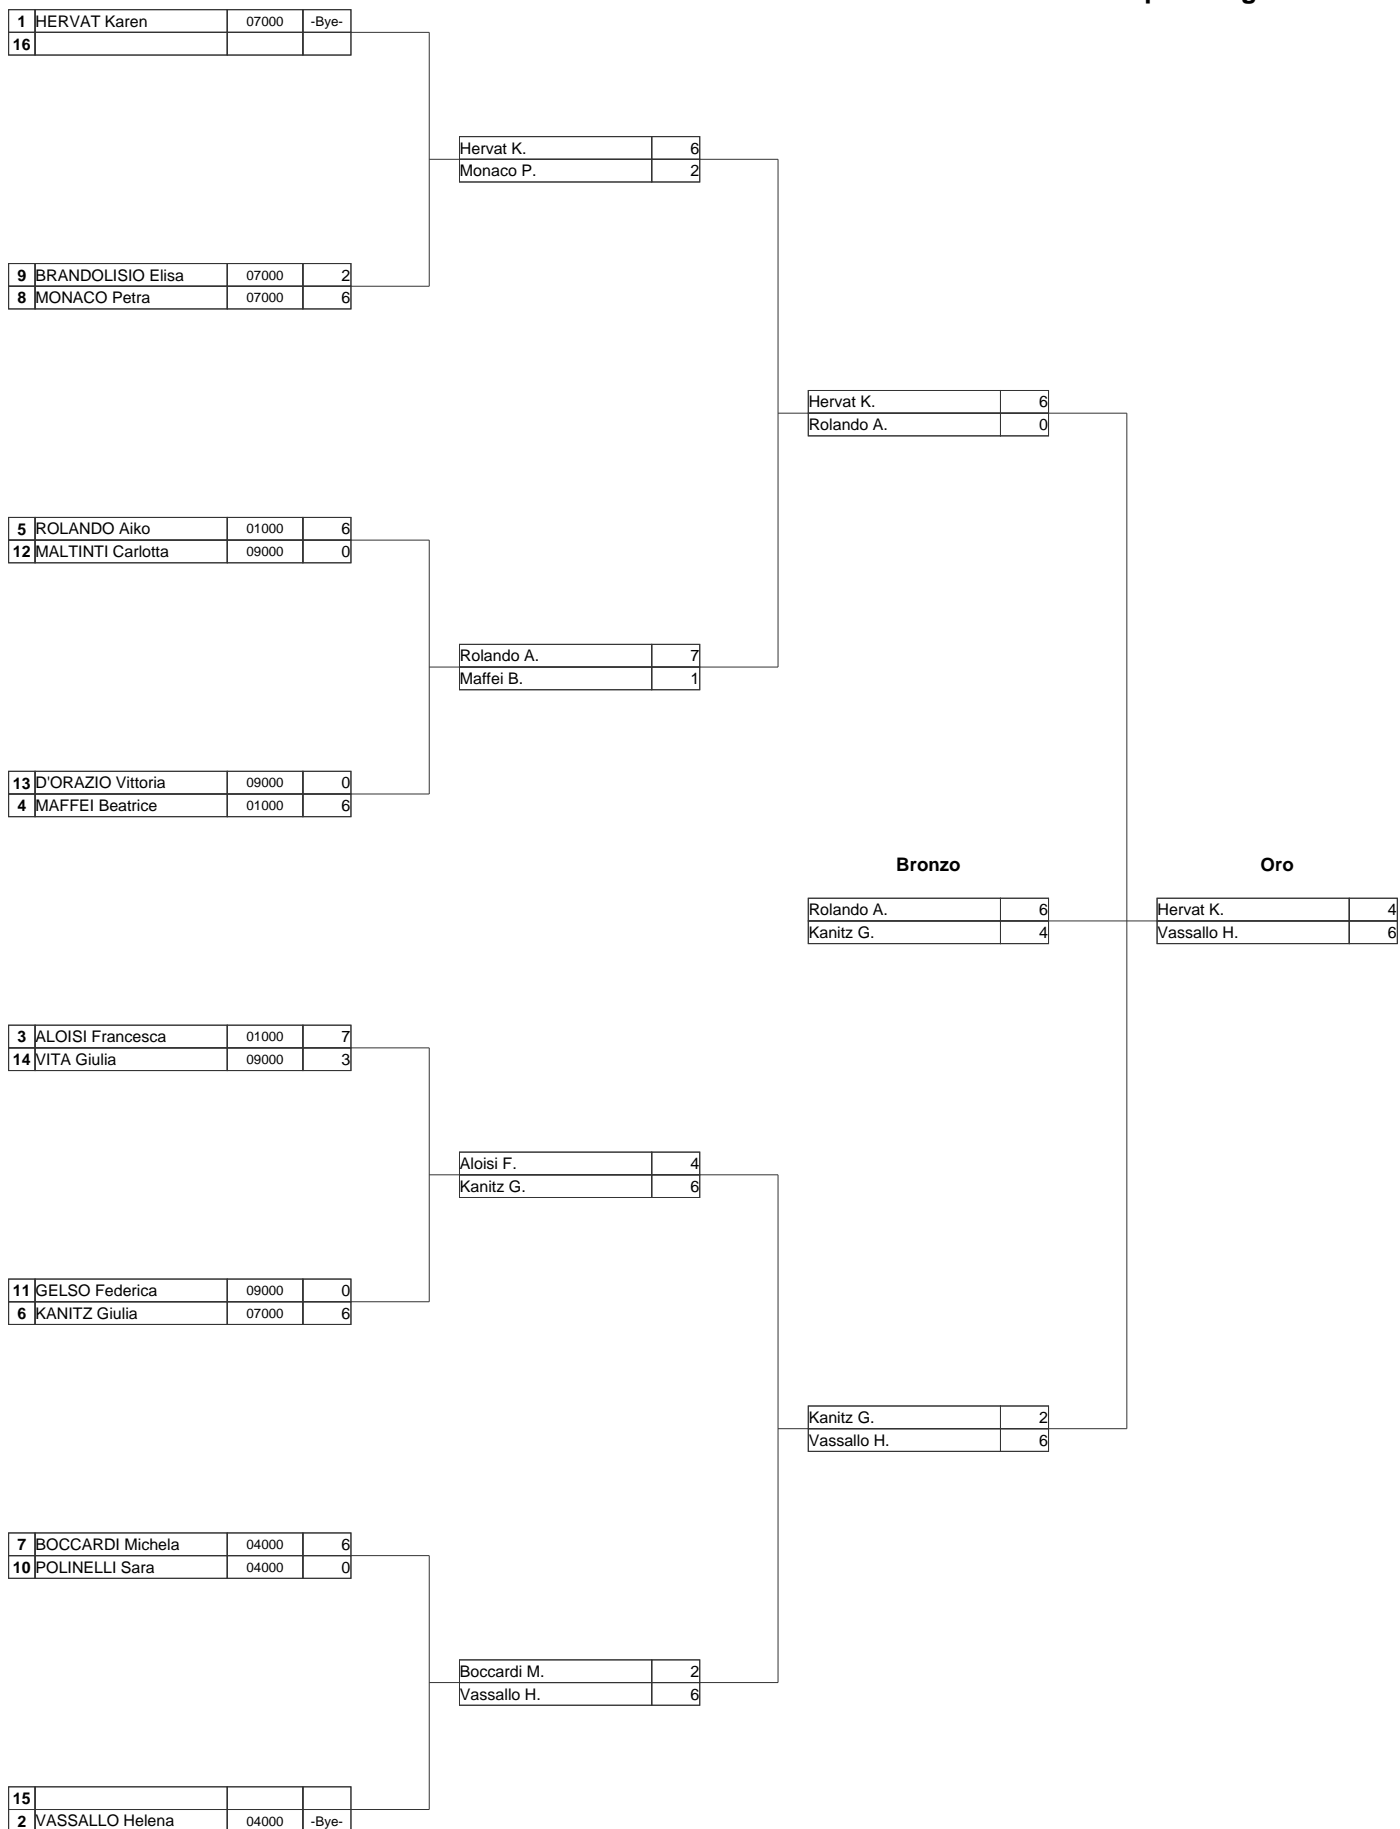 1 HERVAT Karen 07000 -Bye-
16
Hervat K. 6
Monaco P. 2
9 BRANDOLISIO Elisa 07000 2
8 MONACO Petra 07000 6
Hervat K. 6
Rolando A. 0
5 ROLANDO Aiko 01000 6
12 MALTINTI Carlotta 09000 0
Rolando A. 7
Maffei B. 1
13 D'ORAZIO Vittoria 09000 0
4 MAFFEI Beatrice 01000 6
Bronzo Oro
Rolando A. 6 Hervat K. 4
Kanitz G. 4 Vassallo H. 6
3 ALOISI Francesca 01000 7
14 VITA Giulia 09000 3
Aloisi F. 4
Kanitz G. 6
11 GELSO Federica 09000 0
6 KANITZ Giulia 07000 6
Kanitz G. 2
Vassallo H. 6
7 BOCCARDI Michela 04000 6
10 POLINELLI Sara 04000 0
Boccardi M. 2
Vassallo H. 6
15
2 VASSALLO Helena 04000 -Bye-